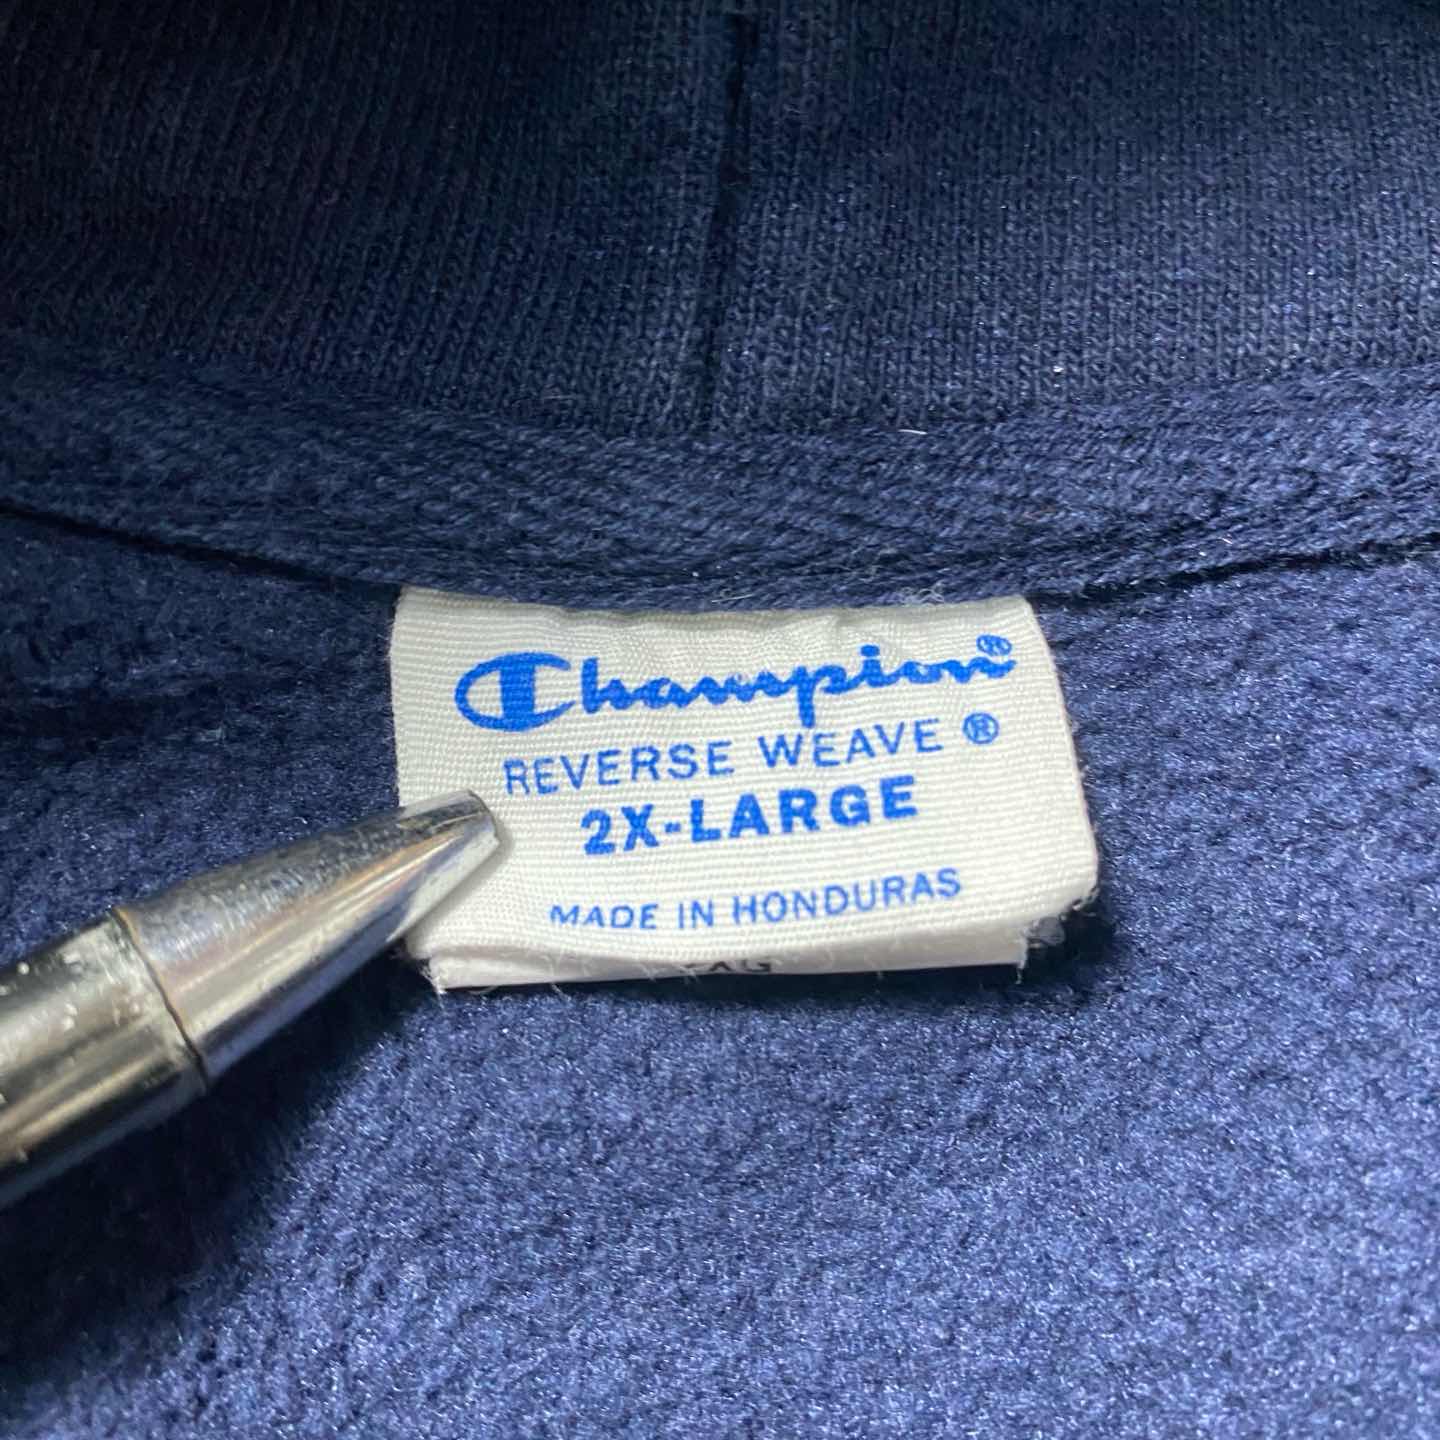 Champion®
REVERSE WEAVE ®
2X-LARGE
MADE IN HONDURAS